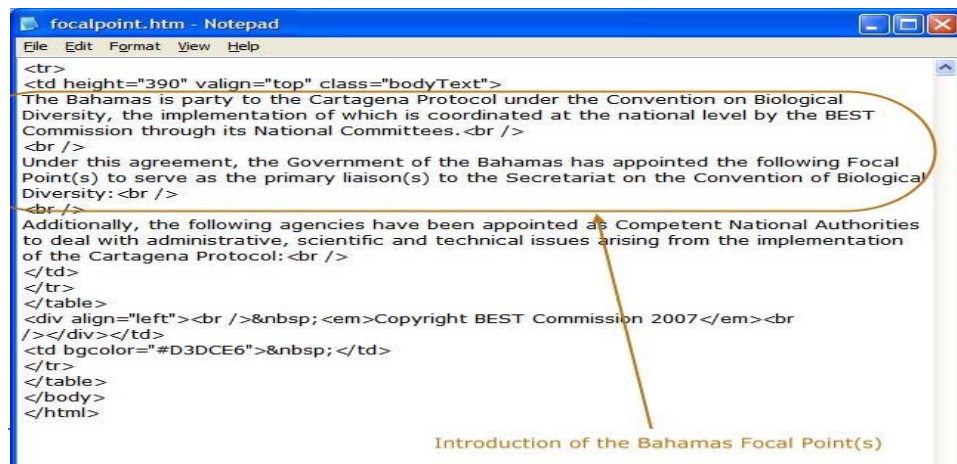 focalpoint.htm - Notepad
File Edit Format View Help
<tr>
<td height="390" valign="top" class="bodyText">
The Bahamas is party to the Cartagena Protocol under the Convention on Biological
Diversity, the implementation of which is coordinated at the national level by the BEST
Commission through its National Committees.<br />
<br />
Under this agreement, the Government of the Bahamas has appointed the following Focal
Point(s) to serve as the primary liaison(s) to the Secretariat on the Convention of Biological
Diversity:<br />
<br />
Additionally, the following agencies have been appointed as Competent National Authorities
to deal with administrative, scientific and technical issues arising from the implementation
of the Cartagena Protocol:<br />
</td>
</tr>
</table>
<div align="left"><br />&nbsp;<em>Copyright BEST Commission 2007</em><br
/></div></td>
<td bgcolor="#D3DCE6">&nbsp;</td>
</tr>
</table>
</body>
</html>
Introduction of the Bahamas Focal Point(s)